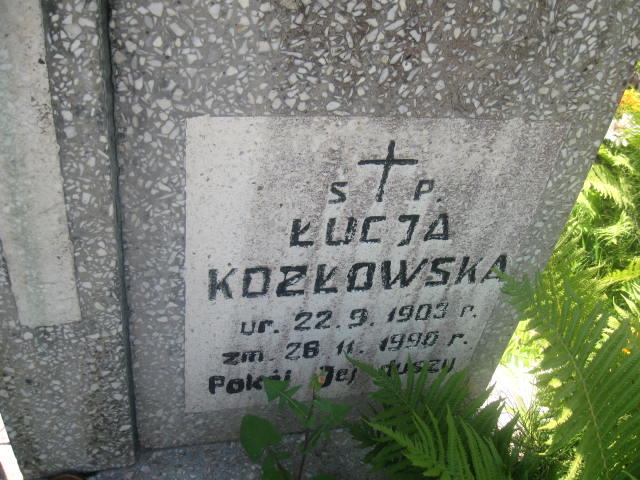 Ś P.
ŁUCJA
KOZŁOWSKA
ur. 22.9.1903 r.
zm. 28 11. 1990 r.
Pokój Jej duszy